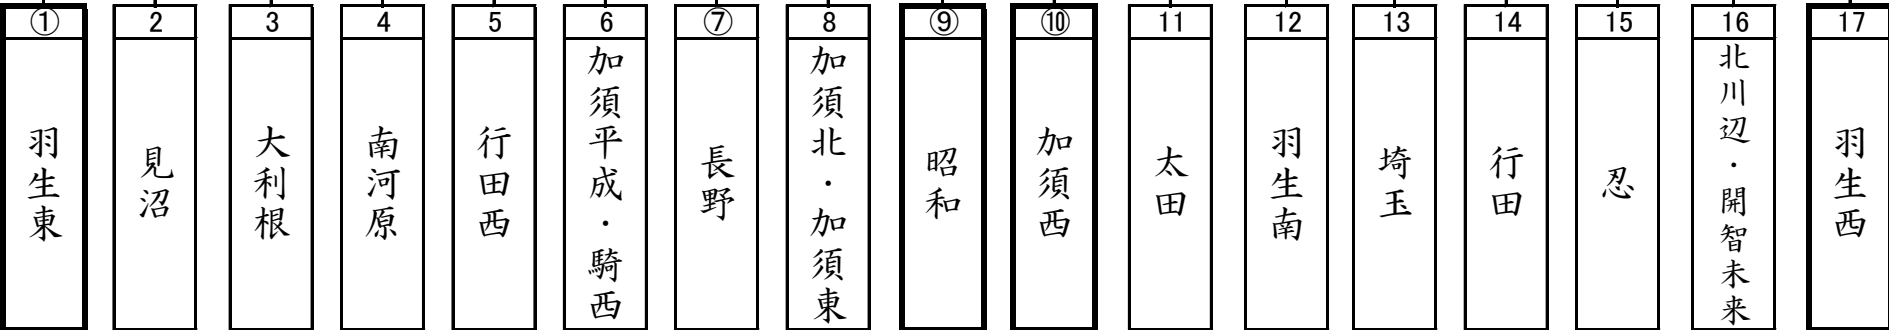 ① 2 3 4 5 6 ⑦ 8 ⑨ ⑩ 11 12 13 14 15 16 17
羽生東
見沼
大利根
南河原
行田西
加須平成・騎西
長野
加須北・加須東
昭和
加須西
太田
羽生南
埼玉
行田
忍
北川辺・開智未来
羽生西